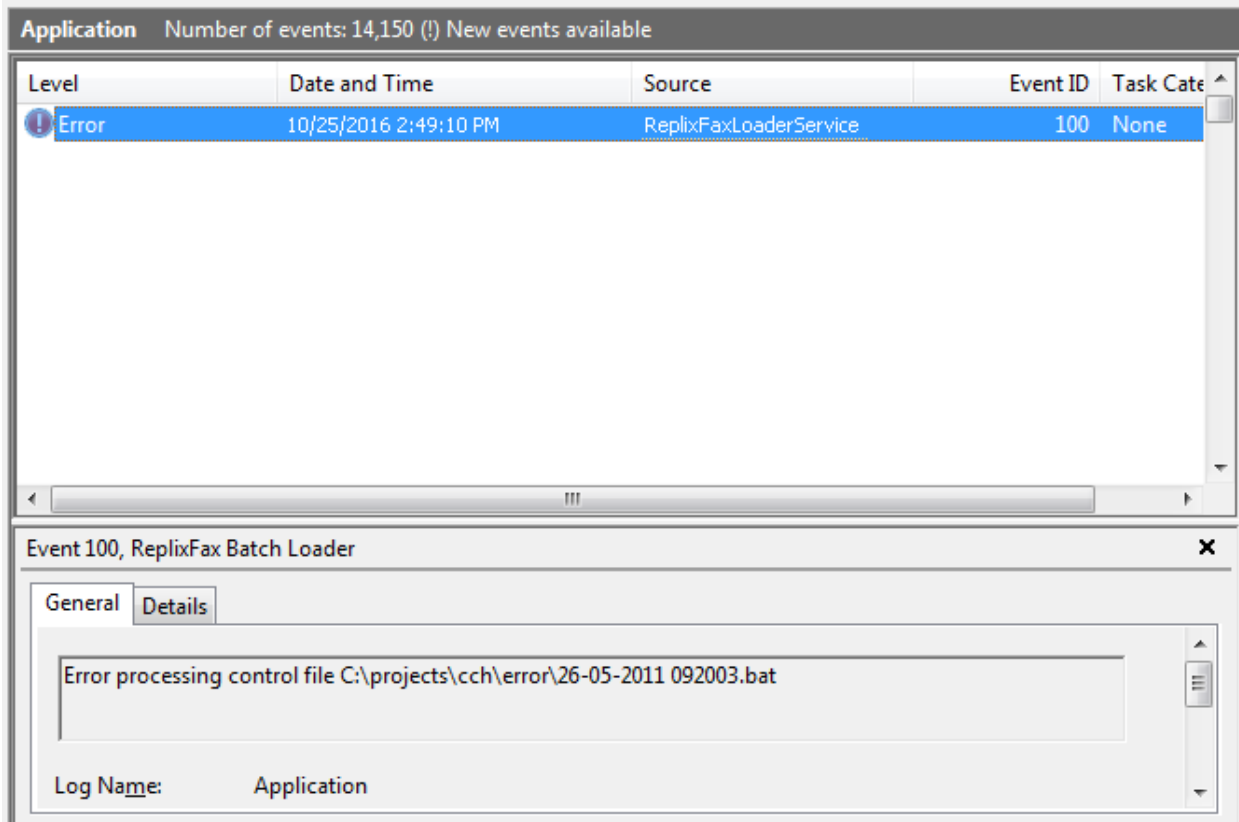 Application Number of events: 14,150 (!) New events available
Level Date and Time Source Event ID Task Cate
Error 10/25/2016 2:49:10 PM ReplixFaxLoaderService 100 None
Event 100, ReplixFax Batch Loader
General Details
Error processing control file C:\projects\cch\error\26-05-2011 092003.bat
Log Name: Application